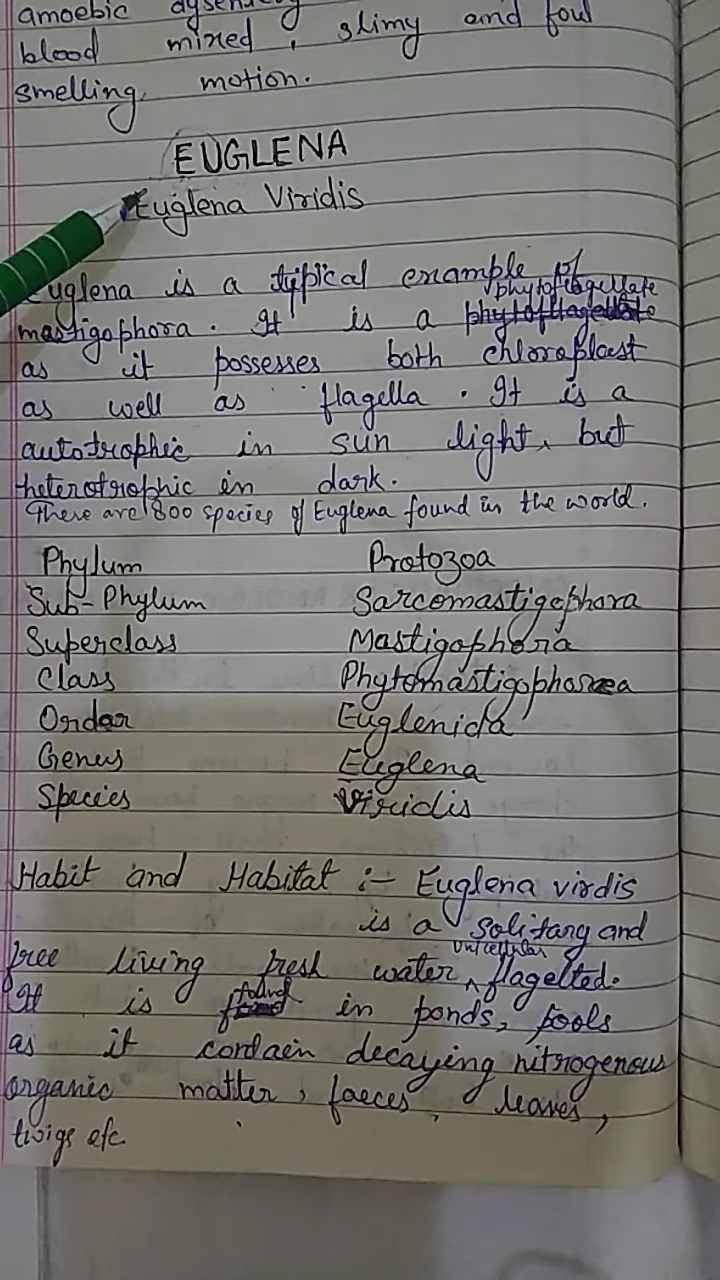 amoebic dysentery
blood mixed, slimy and foul
smelling motion.
EUGLENA
Euglena Viridis
Euglena is a typical example of
phytoflagellate
mastigophora. It is a phytoflagellate
as it possesses both chloroplast
as well as flagella. It is a
autotrophic in sun light, but
heterotrophic in dark.
There are 800 species of Euglena found in the world.
Phylum Protozoa
Sub-Phylum Sarcomastigophora
Superclass Mastigophora
Class Phytomastigophorea
Order Euglenida
Genus Euglena
Species Viridis
Habit and Habitat :- Euglena virdis
is a solitary and
unicellular
free living fresh water ^ flagelted.
It is found in ponds, pools
as it contain decaying nitrogenous
organic matter, faeces, leaves,
twigs etc.